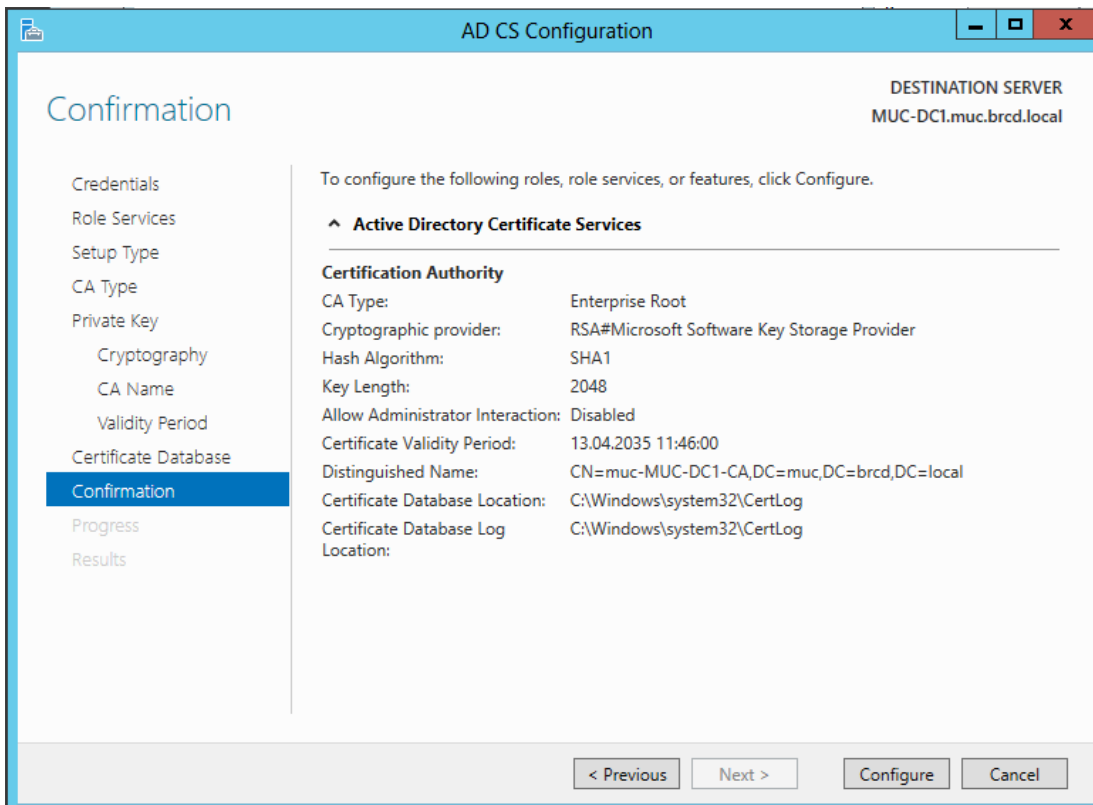 AD CS Configuration
Confirmation
DESTINATION SERVER
MUC-DC1.muc.brcd.local
Credentials
Role Services
Setup Type
CA Type
Private Key
Cryptography
CA Name
Validity Period
Certificate Database
Confirmation
Progress
Results
To configure the following roles, role services, or features, click Configure.
Active Directory Certificate Services
Certification Authority
CA Type: Enterprise Root
Cryptographic provider: RSA#Microsoft Software Key Storage Provider
Hash Algorithm: SHA1
Key Length: 2048
Allow Administrator Interaction: Disabled
Certificate Validity Period: 13.04.2035 11:46:00
Distinguished Name: CN=muc-MUC-DC1-CA,DC=muc,DC=brcd,DC=local
Certificate Database Location: C:\Windows\system32\CertLog
Certificate Database Log C:\Windows\system32\CertLog
Location:
< Previous Next > Configure Cancel